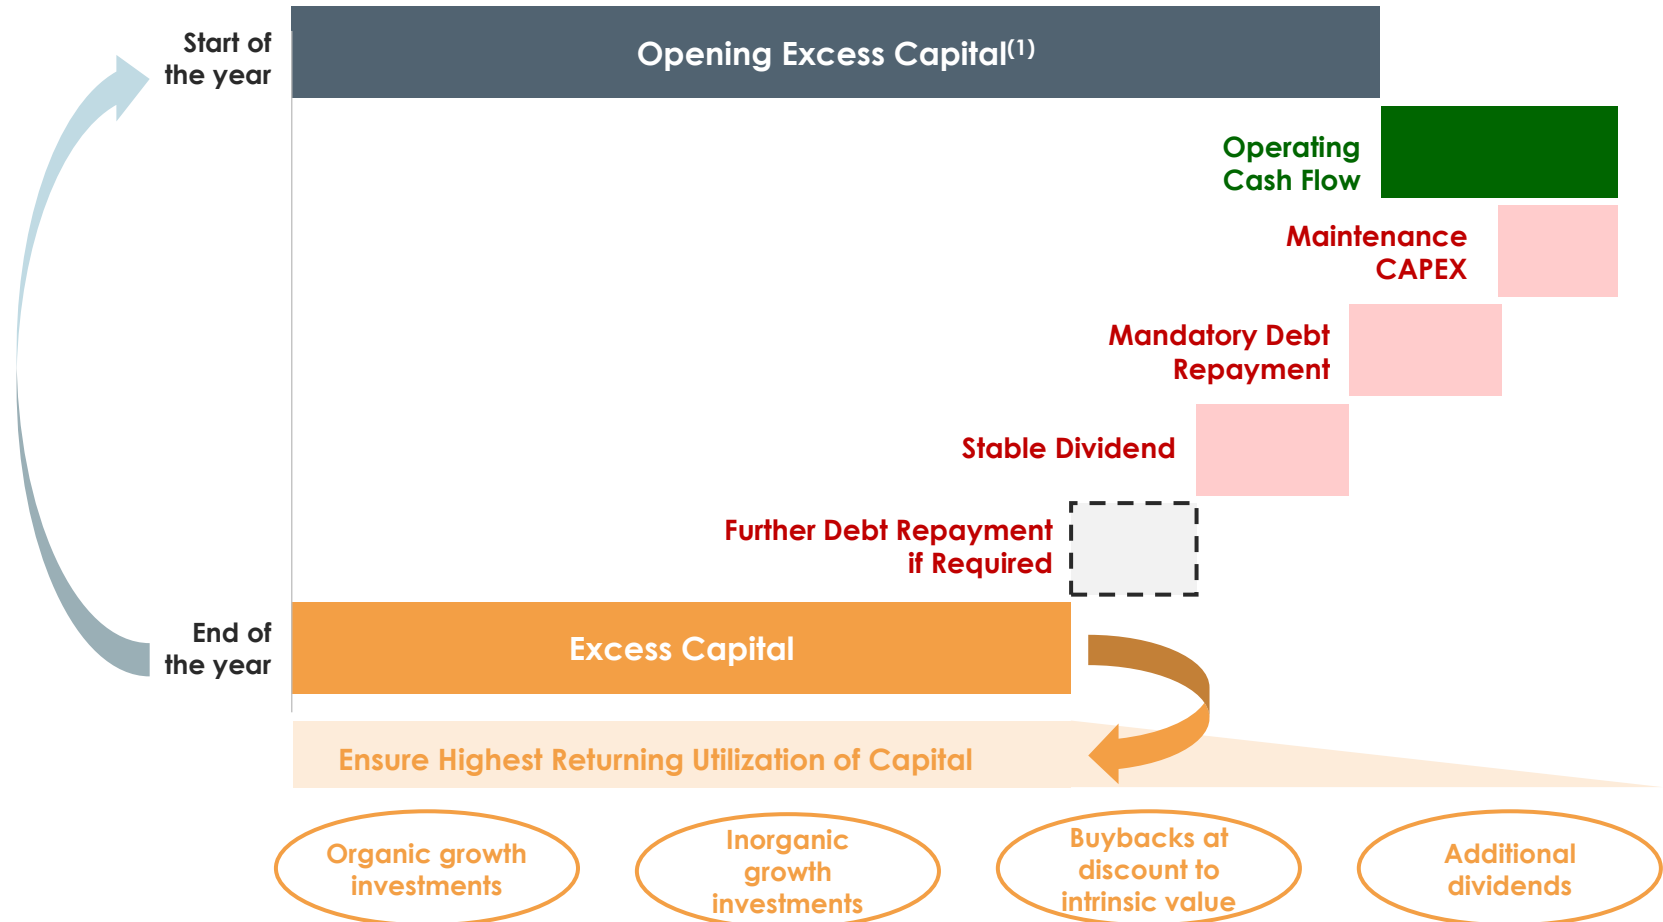 Start of
the year
Opening Excess Capital(1)
Operating
Cash Flow
Maintenance
CAPEX
Mandatory Debt
Repayment
Stable Dividend
Further Debt Repayment
if Required
End of
the year
Excess Capital
Ensure Highest Returning Utilization of Capital
Organic growth
investments
Inorganic
growth
investments
Buybacks at
discount to
intrinsic value
Additional
dividends